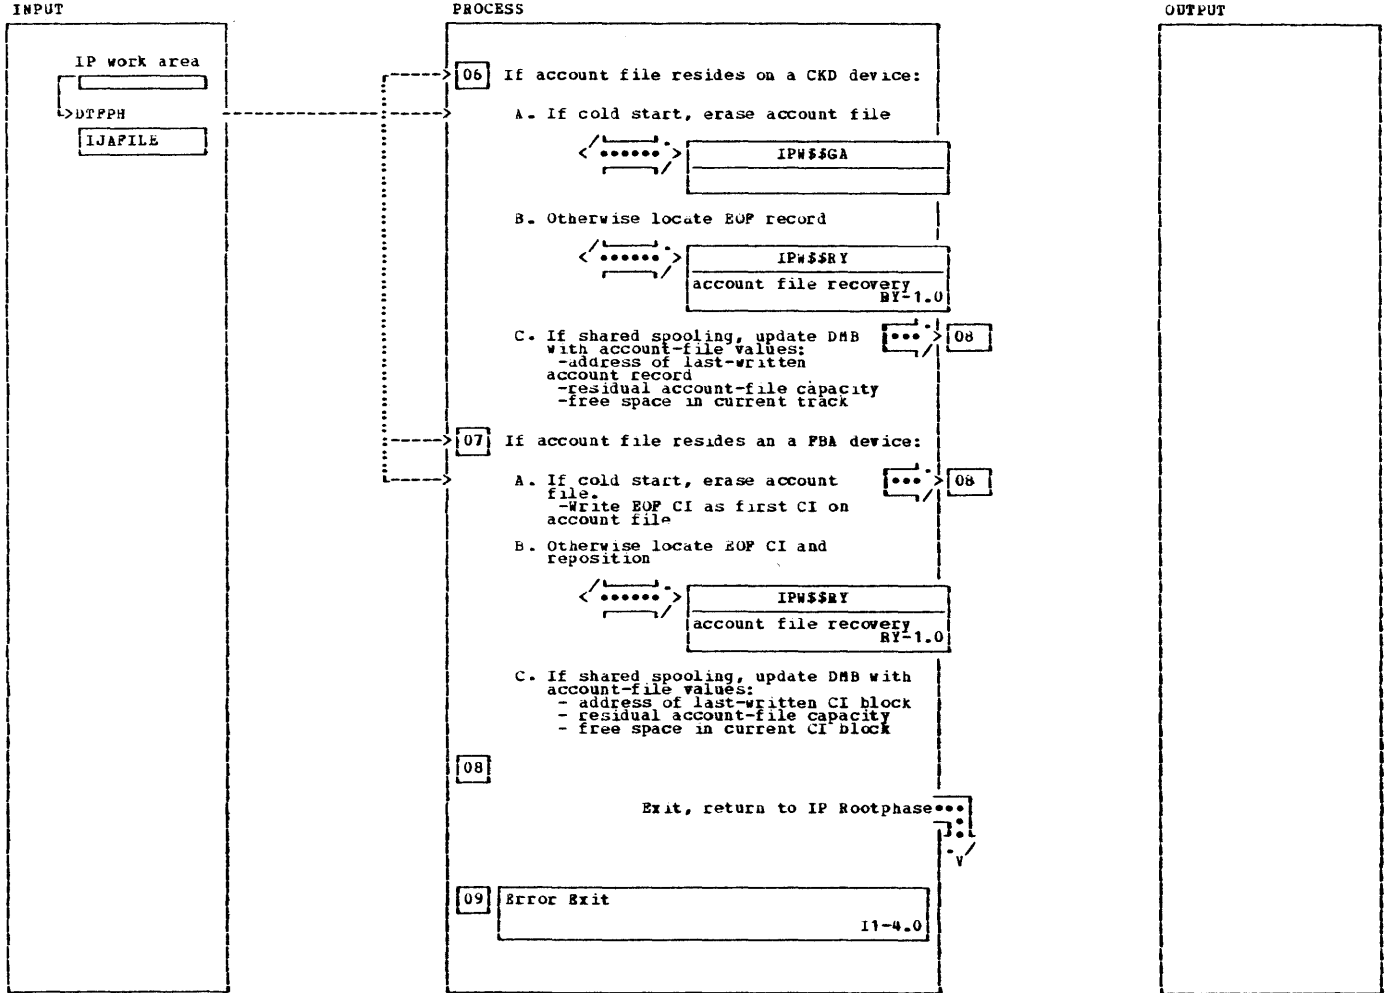 INPUT
PROCESS
OUTPUT
IP work area
DTFPH
IJAFILE
06 If account file resides on a CKD device:
A. If cold start, erase account file
IPW$$GA
B. Otherwise locate EOF record
IPW$$RY
account file recovery
RY-1.0
C. If shared spooling, update DMB
with account-file values:
-address of last-written
account record
-residual account-file capacity
-free space in current track
08
07 If account file resides an a FBA device:
A. If cold start, erase account
file.
-Write EOF CI as first CI on
account file
08
B. Otherwise locate EOF CI and
reposition
IPW$$RY
account file recovery
RY-1.0
C. If shared spooling, update DMB with
account-file values:
- address of last-written CI block
- residual account-file capacity
- free space in current CI block
08
Exit, return to IP Rootphase
09 Error Exit
I1-4.0